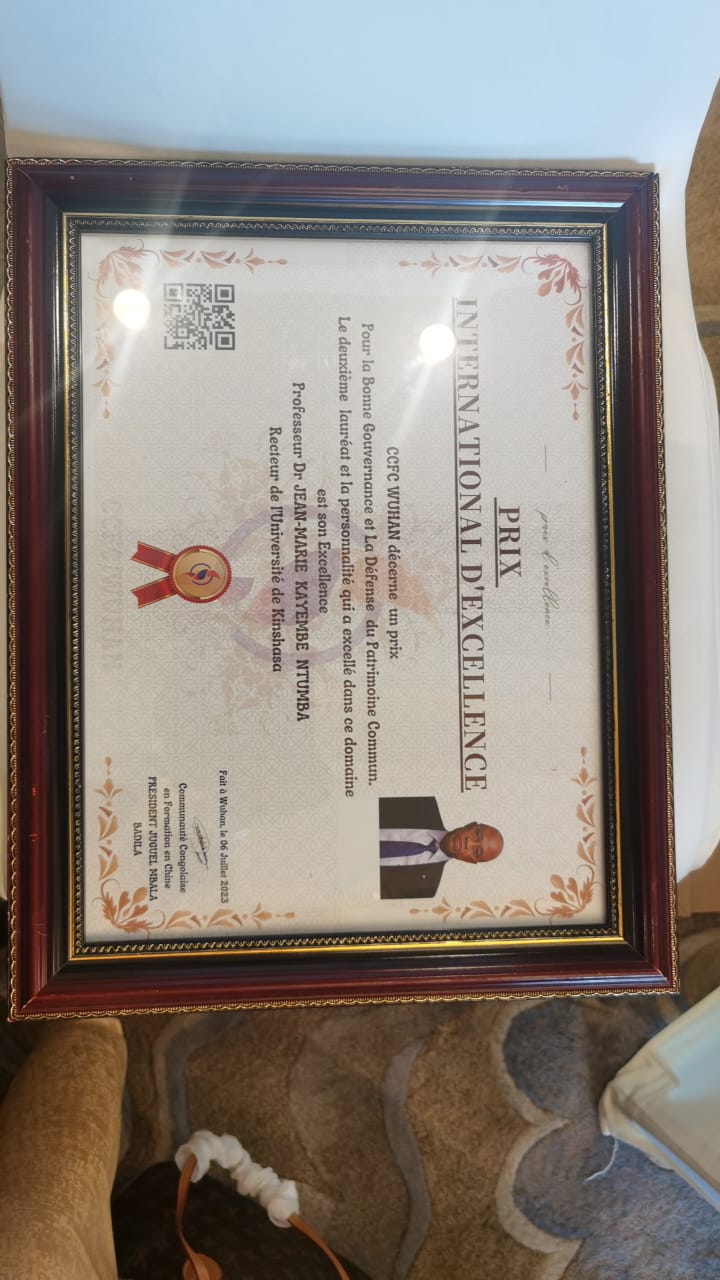 prix d'excellence
PRIX
INTERNATIONAL D'EXCELLENCE
CCFC WUHAN décerne un prix
Pour la Bonne Gouvernance et La Défense du Patrimoine Commun.
Le deuxième lauréat et la personnalité qui a excellé dans ce domaine
est son Excellence
Professeur Dr JEAN-MARIE KAYEMBE NTUMBA
Recteur de l'Université de Kinshasa
Fait à Wuhan, le 06 Juillet 2023
Communauté Congolaise
en Formation en Chine
PRESIDENT JUGUEL MBALA
BADILA